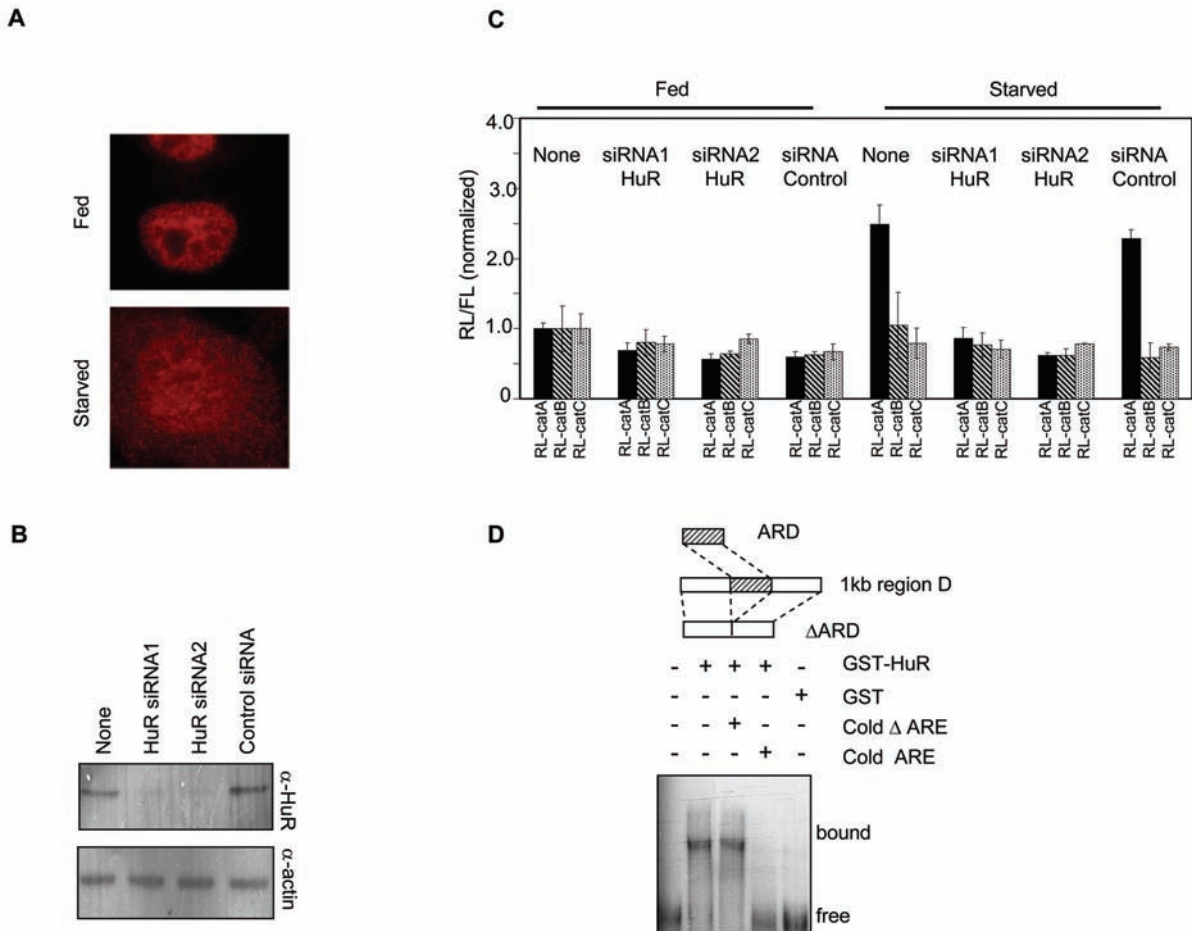 A
Fed
Starved
B
None
HuR siRNA1
HuR siRNA2
Control siRNA
α-HuR
α-actin
C
Fed Starved
4.0
3.0
2.0
1.0
0
RL/FL (normalized)
None siRNA1 siRNA2 siRNA None siRNA1 siRNA2 siRNA
HuR HuR Control HuR HuR Control
RL-catA RL-catB RL-catC RL-catA RL-catB RL-catC RL-catA RL-catB RL-catC RL-catA RL-catB RL-catC RL-catA RL-catB RL-catC RL-catA RL-catB RL-catC RL-catA RL-catB RL-catC RL-catA RL-catB RL-catC
D
ARD
1kb region D
ΔARD
- + + + - GST-HuR
- - - - + GST
- - + - - Cold Δ ARE
- - - + - Cold ARE
bound
free